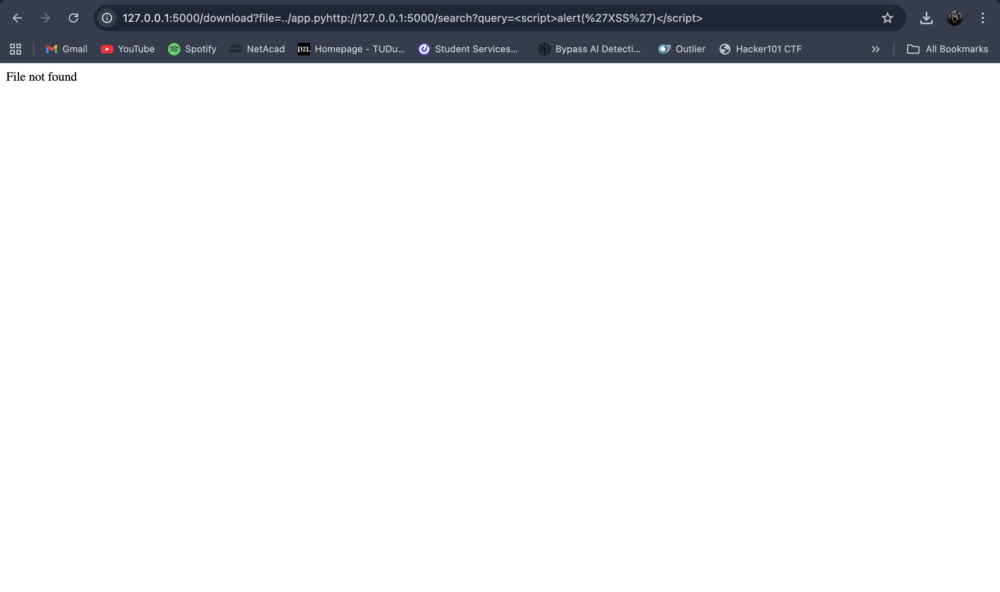 127.0.0.1:5000/download?file=../app.pyhttp://127.0.0.1:5000/search?query=<script>alert(%27XSS%27)</script>
Gmail YouTube Spotify CISCO NetAcad D2L Homepage - TUDu... Student Services... Bypass AI Detecti... Outlier Hacker101 CTF All Bookmarks
File not found